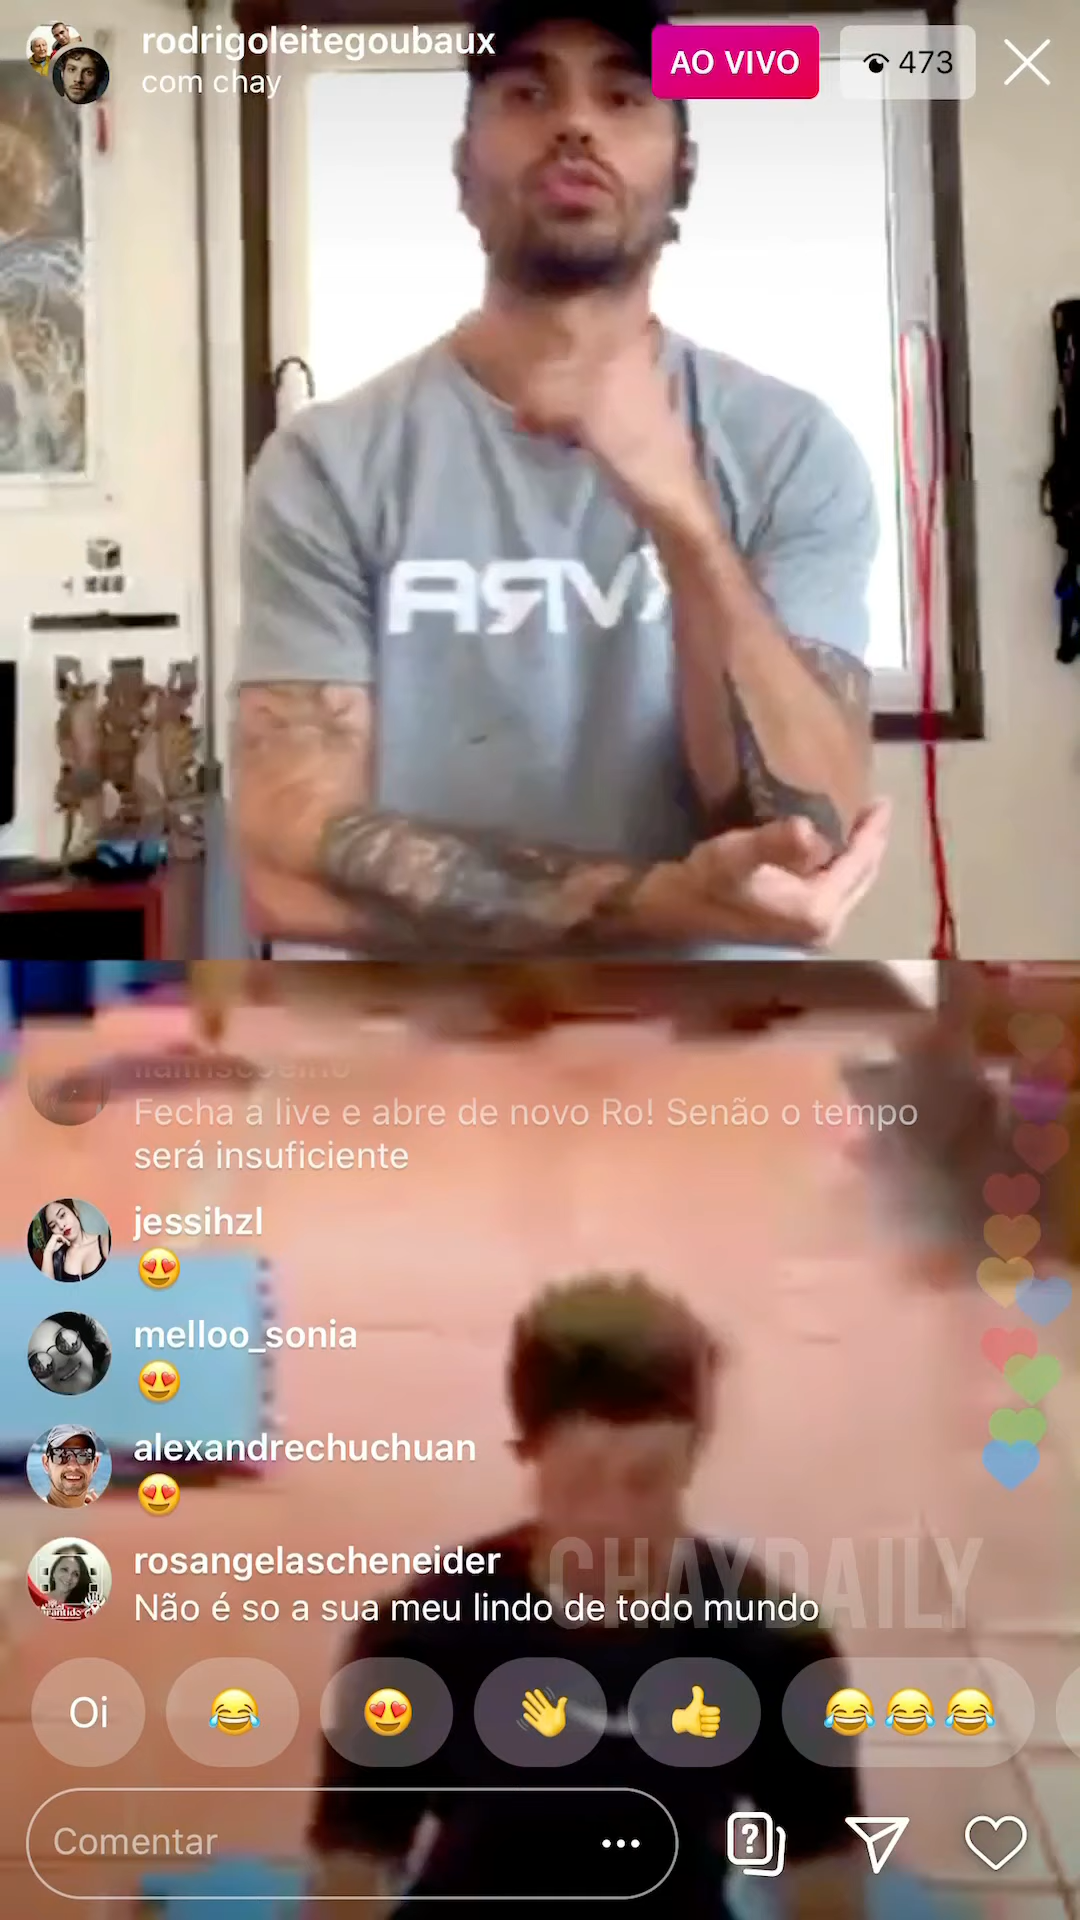 rodrigoleitegoubaux
com chay
AO VIVO
473
Fecha a live e abre de novo Ro! Senão o tempo
será insuficiente
jessihzl
😍
melloo_sonia
😍
alexandrechuchuan
😍
rosangelascheneider
Não é so a sua meu lindo de todo mundo
CHAYDAILY
Oi
😂
😍
👋
👍
😂😂😂
Comentar